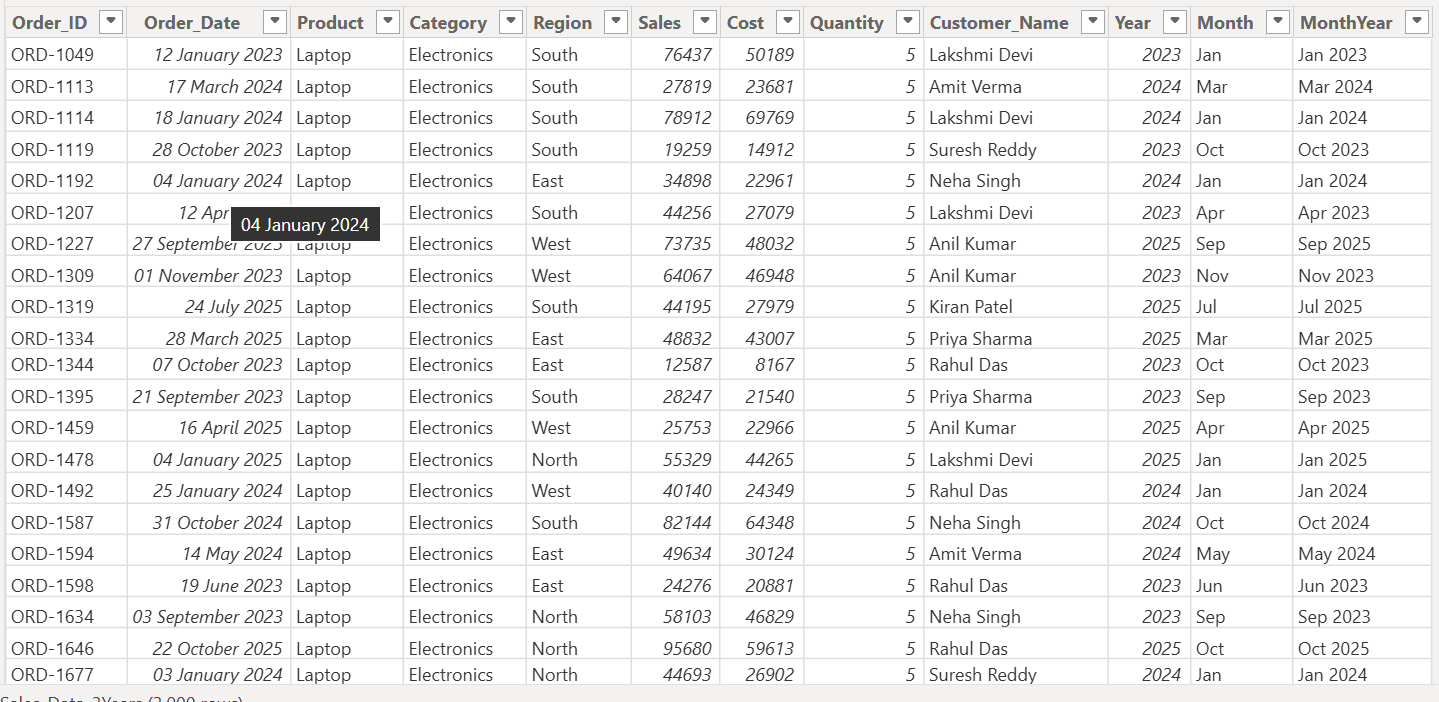 Order_ID Order_Date Product Category Region Sales Cost Quantity Customer_Name Year Month MonthYear
ORD-1049 12 January 2023 Laptop Electronics South 76437 50189 5 Lakshmi Devi 2023 Jan Jan 2023
ORD-1113 17 March 2024 Laptop Electronics South 27819 23681 5 Amit Verma 2024 Mar Mar 2024
ORD-1114 18 January 2024 Laptop Electronics South 78912 69769 5 Lakshmi Devi 2024 Jan Jan 2024
ORD-1119 28 October 2023 Laptop Electronics South 19259 14912 5 Suresh Reddy 2023 Oct Oct 2023
ORD-1192 04 January 2024 Laptop Electronics East 34898 22961 5 Neha Singh 2024 Jan Jan 2024
ORD-1207 12 Apr Electronics South 44256 27079 5 Lakshmi Devi 2023 Apr Apr 2023
04 January 2024
ORD-1227 27 September 2025 Laptop Electronics West 73735 48032 5 Anil Kumar 2025 Sep Sep 2025
ORD-1309 01 November 2023 Laptop Electronics West 64067 46948 5 Anil Kumar 2023 Nov Nov 2023
ORD-1319 24 July 2025 Laptop Electronics South 44195 27979 5 Kiran Patel 2025 Jul Jul 2025
ORD-1334 28 March 2025 Laptop Electronics East 48832 43007 5 Priya Sharma 2025 Mar Mar 2025
ORD-1344 07 October 2023 Laptop Electronics East 12587 8167 5 Rahul Das 2023 Oct Oct 2023
ORD-1395 21 September 2023 Laptop Electronics South 28247 21540 5 Priya Sharma 2023 Sep Sep 2023
ORD-1459 16 April 2025 Laptop Electronics West 25753 22966 5 Anil Kumar 2025 Apr Apr 2025
ORD-1478 04 January 2025 Laptop Electronics North 55329 44265 5 Lakshmi Devi 2025 Jan Jan 2025
ORD-1492 25 January 2024 Laptop Electronics West 40140 24349 5 Rahul Das 2024 Jan Jan 2024
ORD-1587 31 October 2024 Laptop Electronics South 82144 64348 5 Neha Singh 2024 Oct Oct 2024
ORD-1594 14 May 2024 Laptop Electronics East 49634 30124 5 Amit Verma 2024 May May 2024
ORD-1598 19 June 2023 Laptop Electronics East 24276 20881 5 Rahul Das 2023 Jun Jun 2023
ORD-1634 03 September 2023 Laptop Electronics North 58103 46829 5 Neha Singh 2023 Sep Sep 2023
ORD-1646 22 October 2025 Laptop Electronics North 95680 59613 5 Rahul Das 2025 Oct Oct 2025
ORD-1677 03 January 2024 Laptop Electronics North 44693 26902 5 Suresh Reddy 2024 Jan Jan 2024